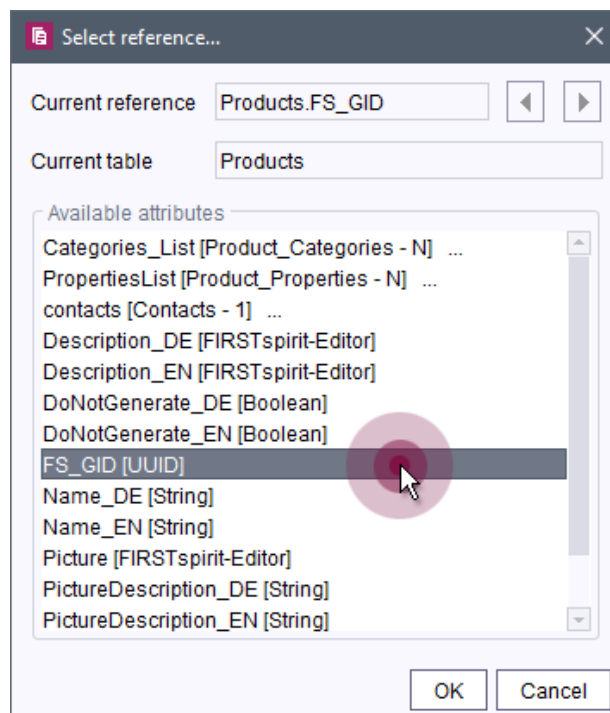 Select reference...
Current reference Products.FS_GID
Current table Products
Available attributes
Categories_List [Product_Categories - N] ...
PropertiesList [Product_Properties - N] ...
contacts [Contacts - 1] ...
Description_DE [FIRSTspirit-Editor]
Description_EN [FIRSTspirit-Editor]
DoNotGenerate_DE [Boolean]
DoNotGenerate_EN [Boolean]
FS_GID [UUID]
Name_DE [String]
Name_EN [String]
Picture [FIRSTspirit-Editor]
PictureDescription_DE [String]
PictureDescription_EN [String]
OK Cancel